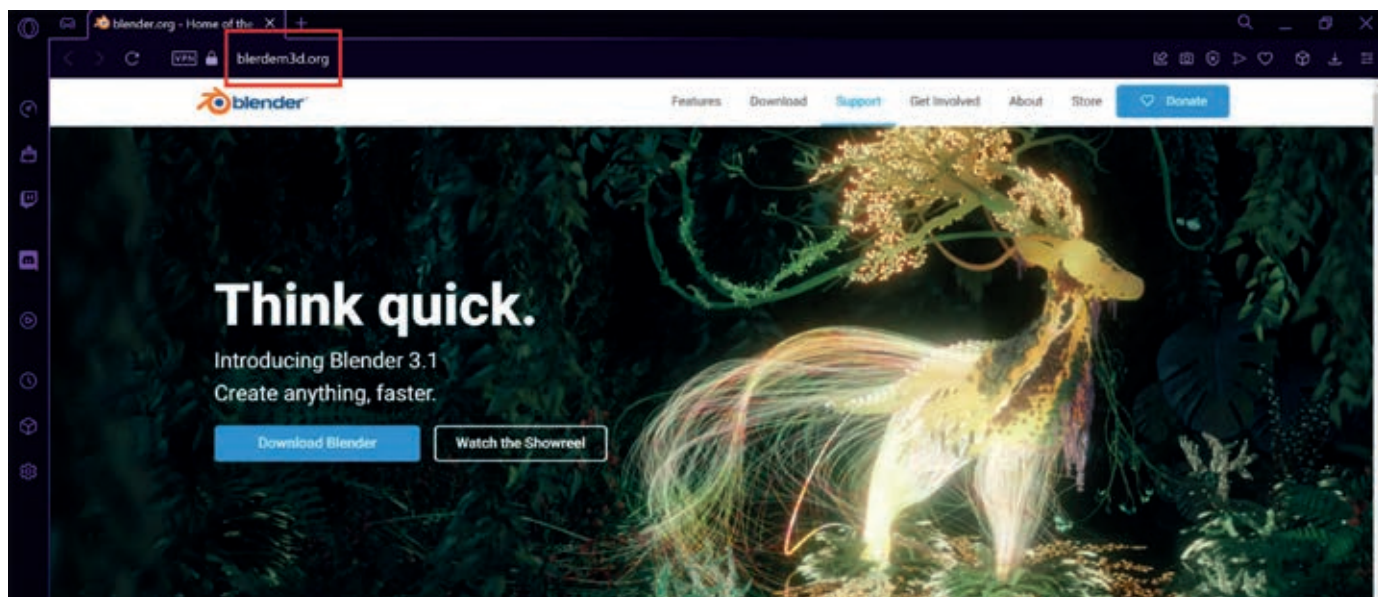 blender.org - Home of the
VPN blerdem3d.org
blender
Features Download Support Get Involved About Store Donate
Think quick.
Introducing Blender 3.1
Create anything, faster.
Download Blender Watch the Showreel